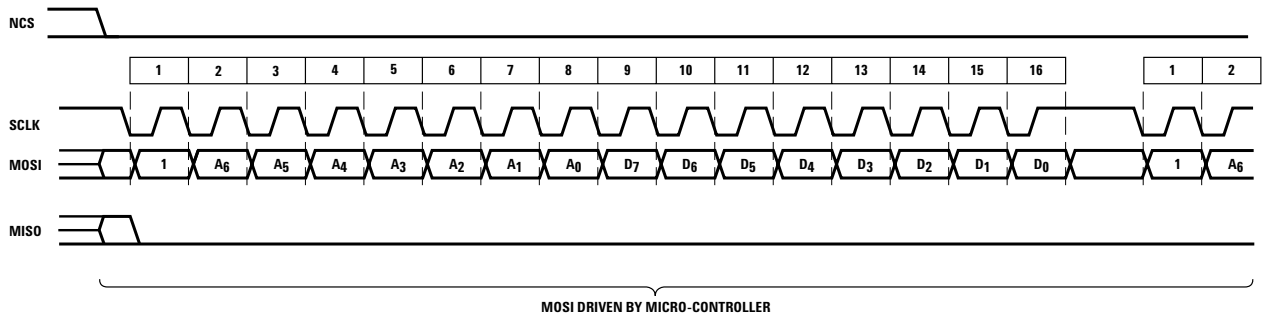 NCS
1 2 3 4 5 6 7 8 9 10 11 12 13 14 15 16 1 2
SCLK
MOSI 1 A6 A5 A4 A3 A2 A1 A0 D7 D6 D5 D4 D3 D2 D1 D0 1 A6
MISO
MOSI DRIVEN BY MICRO-CONTROLLER